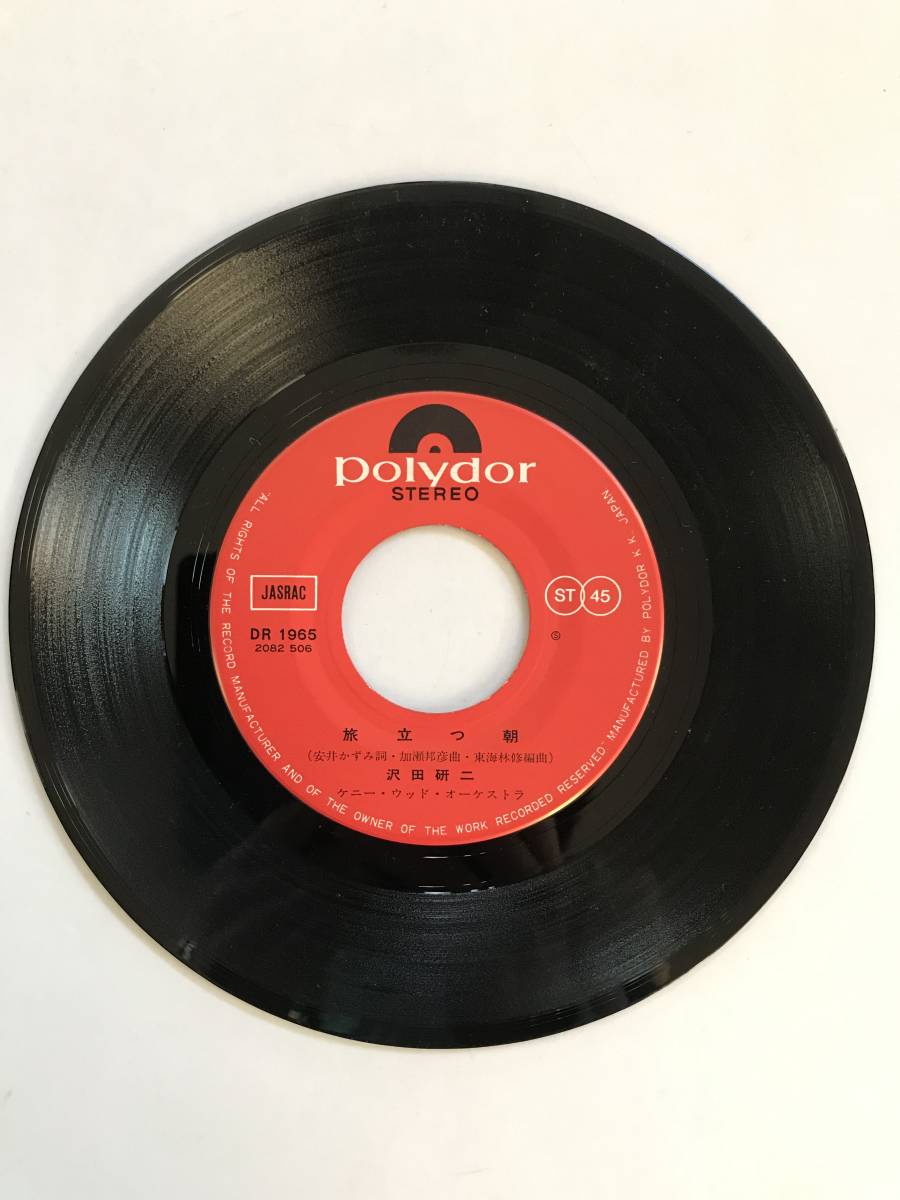 polydor
STEREO
JASRAC
ST 45
DR 1965
2082 506
Ⓢ
旅立つ朝
(安井かずみ詞・加瀬邦彦曲・東海林修編曲)
沢田研二
ケニー・ウッド・オーケストラ
"ALL RIGHTS OF THE RECORD MANUFACTURER AND OF THE OWNER OF THE WORK RECORDED RESERVED" MANUFACTURED BY POLYDOR K.K. JAPAN